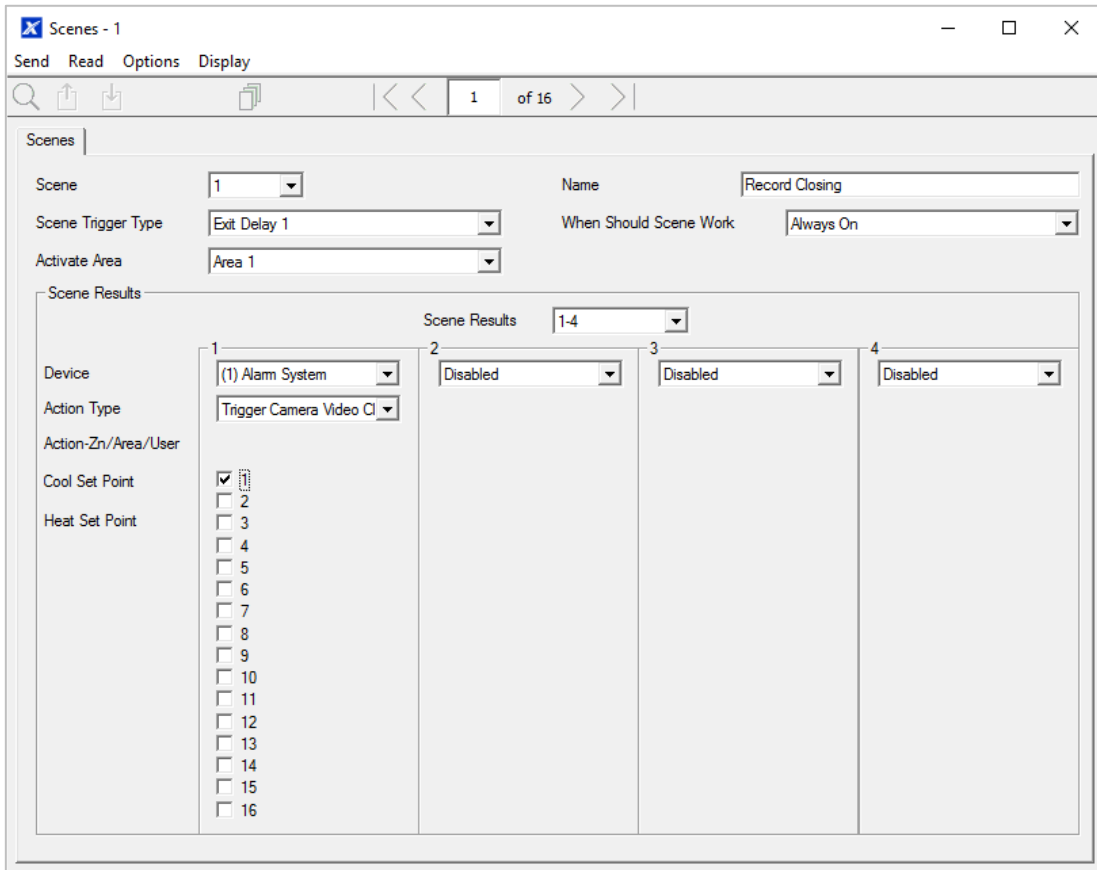 Scenes - 1
Send Read Options Display
1 of 16
Scenes
Scene 1 Name Record Closing
Scene Trigger Type Exit Delay 1 When Should Scene Work Always On
Activate Area Area 1
Scene Results
Scene Results 1-4
1 2 3 4
Device (1) Alarm System Disabled Disabled Disabled
Action Type Trigger Camera Video Cl
Action-Zn/Area/User
Cool Set Point 1
2
Heat Set Point 3
4
5
6
7
8
9
10
11
12
13
14
15
16